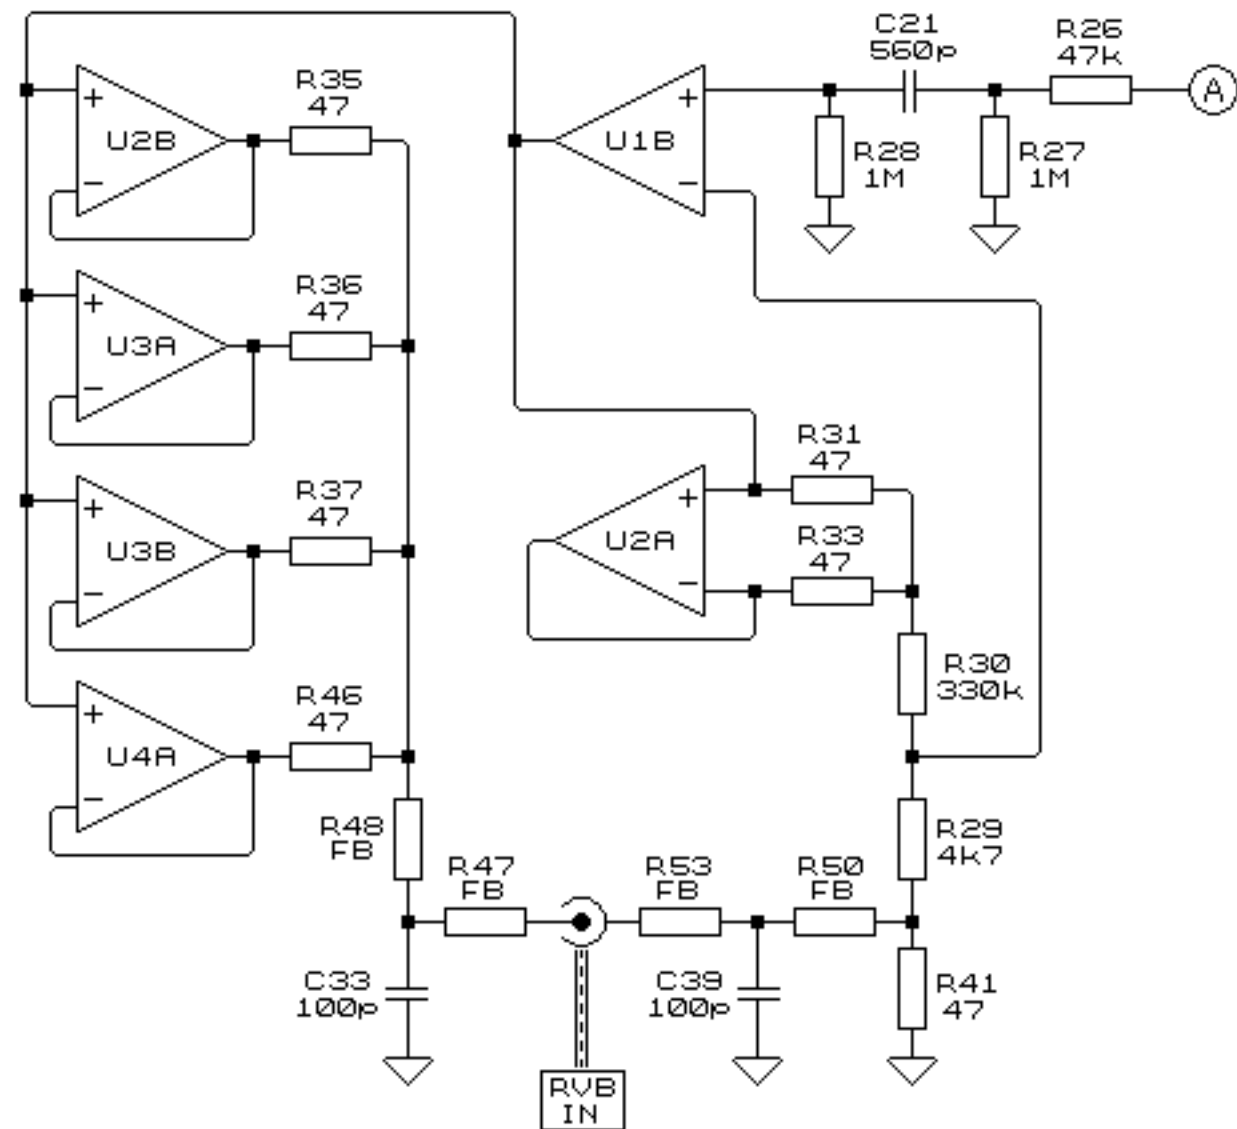 C21
560p
R26
47k
A
R35
47
+
U2B
−
+
U1B
−
R28
1M
R27
1M
R36
47
+
U3A
−
R31
47
R37
47
+
U3B
−
+
U2A
−
R33
47
R30
330k
R46
47
+
U4A
−
R48
FB
R47
FB
R53
FB
R50
FB
R29
4k7
C33
100p
C39
100p
R41
47
RVB
IN